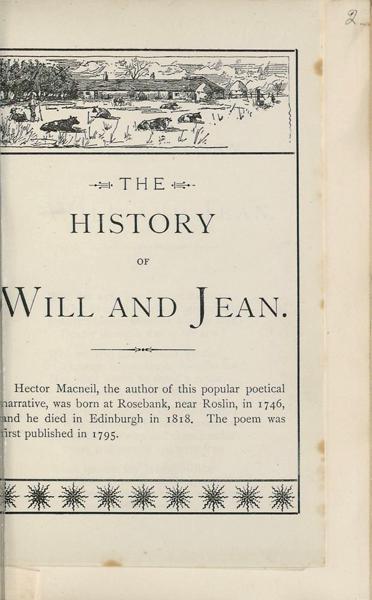 2
THE
HISTORY
OF
WILL AND JEAN.
Hector Macneil, the author of this popular poetical
narrative, was born at Rosebank, near Roslin, in 1746,
and he died in Edinburgh in 1818. The poem was
first published in 1795.